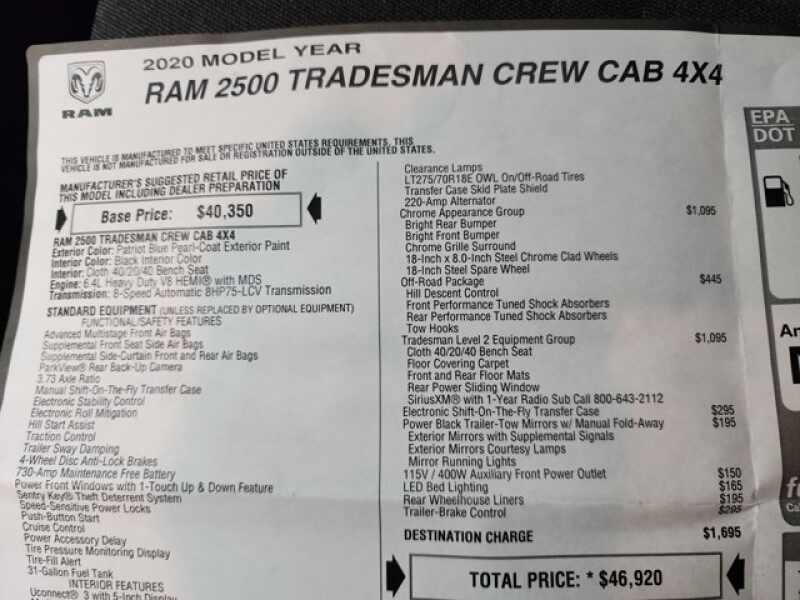 2020 MODEL YEAR
RAM 2500 TRADESMAN CREW CAB 4X4
RAM
THIS VEHICLE IS MANUFACTURED TO MEET SPECIFIC UNITED STATES REQUIREMENTS. THIS
VEHICLE IS NOT MANUFACTURED FOR SALE OR REGISTRATION OUTSIDE OF THE UNITED STATES.
MANUFACTURER'S SUGGESTED RETAIL PRICE OF
THIS MODEL INCLUDING DEALER PREPARATION
Base Price: $40,350
RAM 2500 TRADESMAN CREW CAB 4X4
Exterior Color: Patriot Blue Pearl-Coat Exterior Paint
Interior Color: Black Interior Color
Interior: Cloth 40/20/40 Bench Seat
Engine: 6.4L Heavy Duty V8 HEMI® with MDS
Transmission: 8-Speed Automatic 8HP75-LCV Transmission
STANDARD EQUIPMENT (UNLESS REPLACED BY OPTIONAL EQUIPMENT)
FUNCTIONAL/SAFETY FEATURES
Advanced Multistage Front Air Bags
Supplemental Front Seat Side Air Bags
Supplemental Side-Curtain Front and Rear Air Bags
ParkView® Rear Back-Up Camera
3.73 Axle Ratio
Manual Shift-On-The-Fly Transfer Case
Electronic Stability Control
Electronic Roll Mitigation
Hill Start Assist
Traction Control
Trailer Sway Damping
4-Wheel Disc Anti-Lock Brakes
730-Amp Maintenance Free Battery
Power Front Windows with 1-Touch Up & Down Feature
Sentry Key® Theft Deterrent System
Speed-Sensitive Power Locks
Push-Button Start
Cruise Control
Power Accessory Delay
Tire Pressure Monitoring Display
Tire-Fill Alert
31-Gallon Fuel Tank
INTERIOR FEATURES
Uconnect® 3 with 5-Inch Display
Clearance Lamps
LT275/70R18E OWL On/Off-Road Tires
Transfer Case Skid Plate Shield
220-Amp Alternator
Chrome Appearance Group $1,095
Bright Rear Bumper
Bright Front Bumper
Chrome Grille Surround
18-Inch x 8.0-Inch Steel Chrome Clad Wheels
18-Inch Steel Spare Wheel
Off-Road Package $445
Hill Descent Control
Front Performance Tuned Shock Absorbers
Rear Performance Tuned Shock Absorbers
Tow Hooks
Tradesman Level 2 Equipment Group $1,095
Cloth 40/20/40 Bench Seat
Floor Covering Carpet
Front and Rear Floor Mats
Rear Power Sliding Window
SiriusXM® with 1-Year Radio Sub Call 800-643-2112
Electronic Shift-On-The-Fly Transfer Case $295
Power Black Trailer-Tow Mirrors w/ Manual Fold-Away $195
Exterior Mirrors with Supplemental Signals
Exterior Mirrors Courtesy Lamps
Mirror Running Lights
115V / 400W Auxiliary Front Power Outlet $150
LED Bed Lighting $165
Rear Wheelhouse Liners $195
Trailer-Brake Control $295
DESTINATION CHARGE $1,695
TOTAL PRICE: * $46,920
EPA
DOT